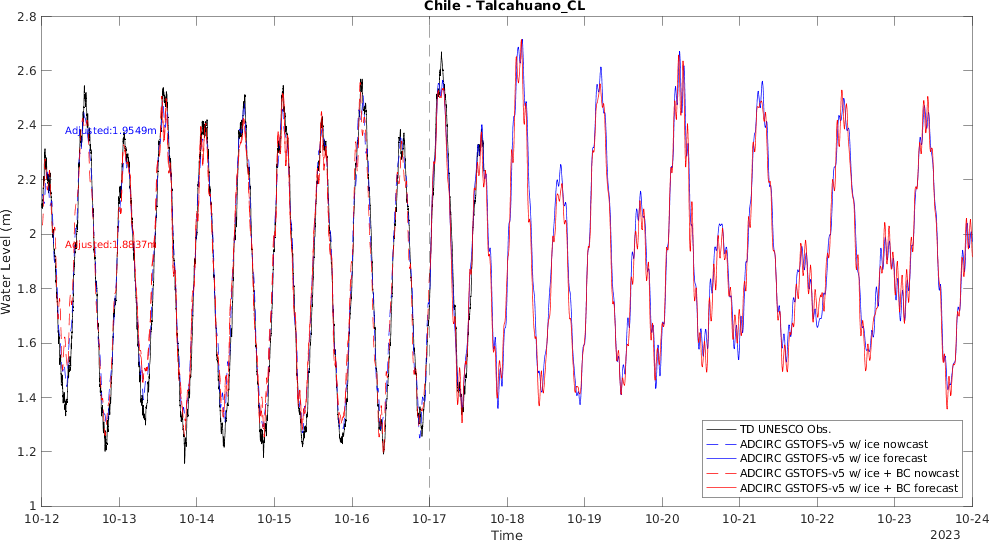 Chile - Talcahuano_CL
2.8
2.6
2.4
2.2
2
1.8
1.6
1.4
1.2
1
Water Level (m)
Adjusted:1.9549m
Adjusted:1.8837m
TD UNESCO Obs.
ADCIRC GSTOFS-v5 w/ ice nowcast
ADCIRC GSTOFS-v5 w/ ice forecast
ADCIRC GSTOFS-v5 w/ ice + BC nowcast
ADCIRC GSTOFS-v5 w/ ice + BC forecast
10-12 10-13 10-14 10-15 10-16 10-17 10-18 10-19 10-20 10-21 10-22 10-23 10-24
Time
2023